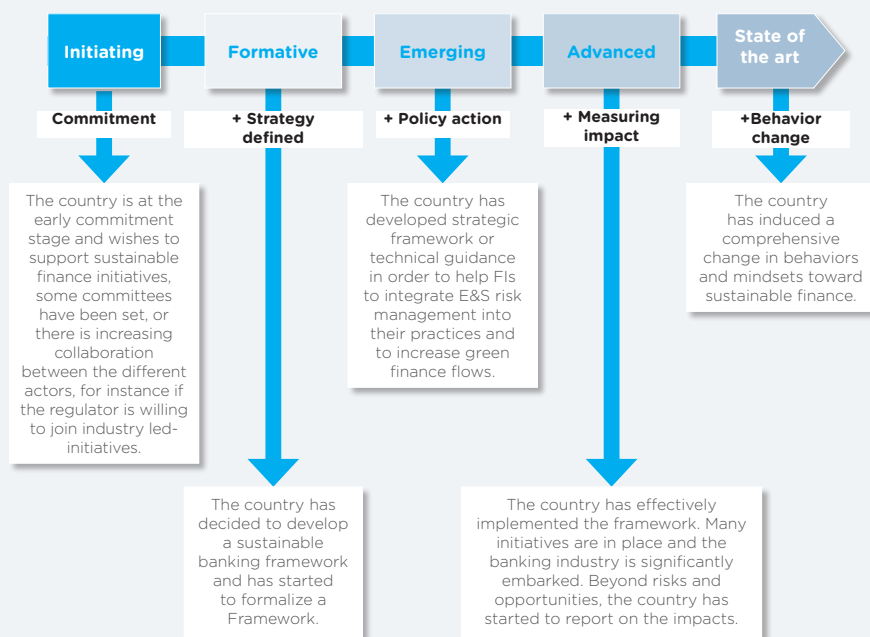 Initiating
Formative
Emerging
Advanced
State of
the art
Commitment
+ Strategy
defined
+ Policy action
+ Measuring
impact
+Behavior
change
The country is at the
early commitment
stage and wishes to
support sustainable
finance initiatives,
some committees
have been set, or
there is increasing
collaboration
between the different
actors, for instance if
the regulator is willing
to join industry led-
initiatives.
The country has
developed strategic
framework or
technical guidance
in order to help FIs
to integrate E&S risk
management into
their practices and
to increase green
finance flows.
The country
has induced a
comprehensive
change in behaviors
and mindsets toward
sustainable finance.
The country has
decided to develop
a sustainable
banking framework
and has started
to formalize a
Framework.
The country has effectively
implemented the framework. Many
initiatives are in place and the
banking industry is significantly
embarked. Beyond risks and
opportunities, the country has
started to report on the impacts.